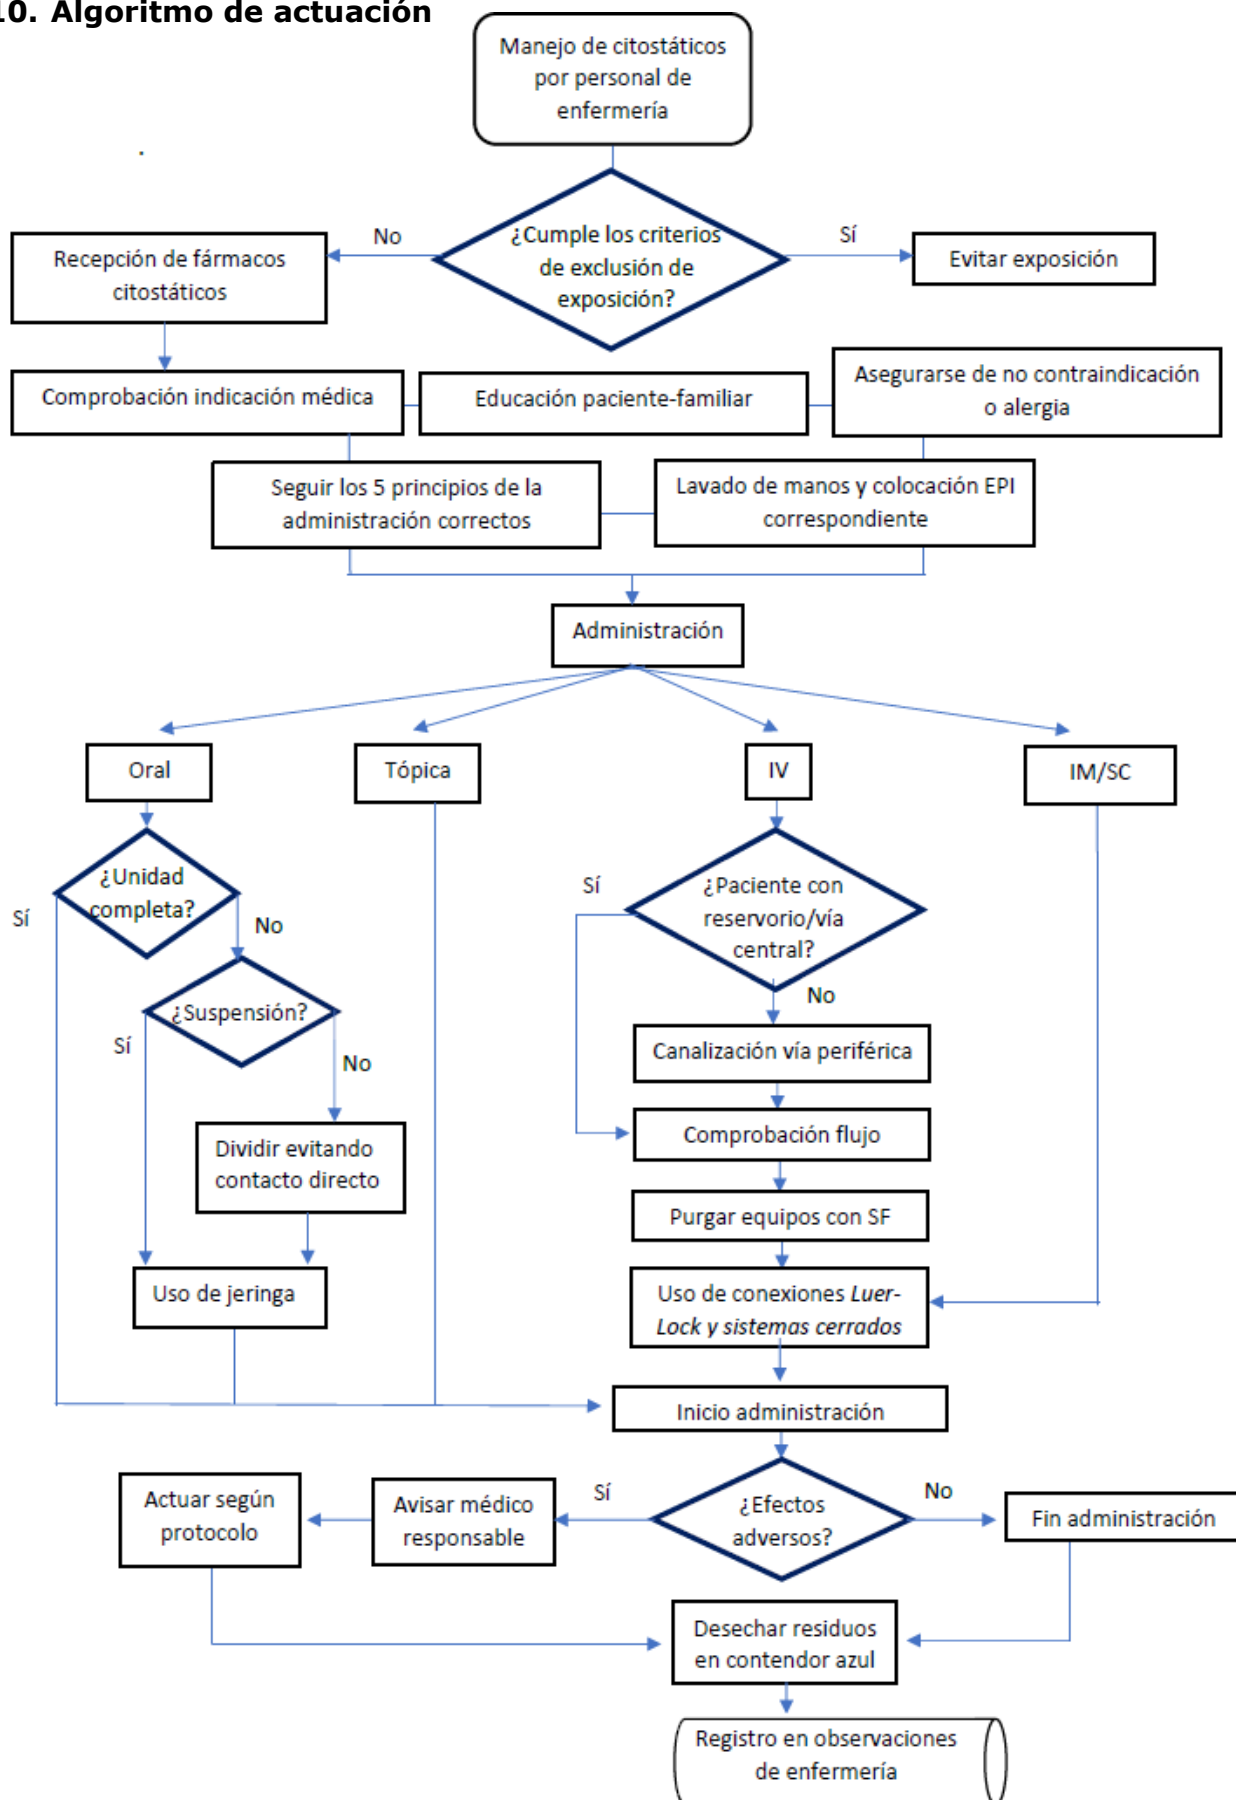 10. Algoritmo de actuación
Manejo de citostáticos
por personal de
enfermería
¿Cumple los criterios
de exclusión de
exposición?
No
Sí
Recepción de fármacos
citostáticos
Evitar exposición
Comprobación indicación médica
Educación paciente-familiar
Asegurarse de no contraindicación
o alergia
Seguir los 5 principios de la
administración correctos
Lavado de manos y colocación EPI
correspondiente
Administración
Oral
Tópica
IV
IM/SC
¿Unidad
completa?
Sí
No
¿Suspensión?
Sí
No
Dividir evitando
contacto directo
Uso de jeringa
¿Paciente con
reservorio/vía
central?
Sí
No
Canalización vía periférica
Comprobación flujo
Purgar equipos con SF
Uso de conexiones Luer-
Lock y sistemas cerrados
Inicio administración
¿Efectos
adversos?
Sí
No
Avisar médico
responsable
Actuar según
protocolo
Fin administración
Desechar residuos
en contendor azul
Registro en observaciones
de enfermería